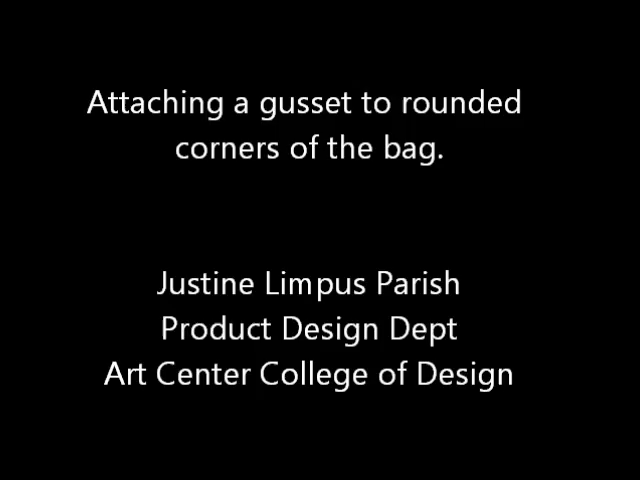 Attaching a gusset to rounded
corners of the bag.
Justine Limpus Parish
Product Design Dept
Art Center College of Design